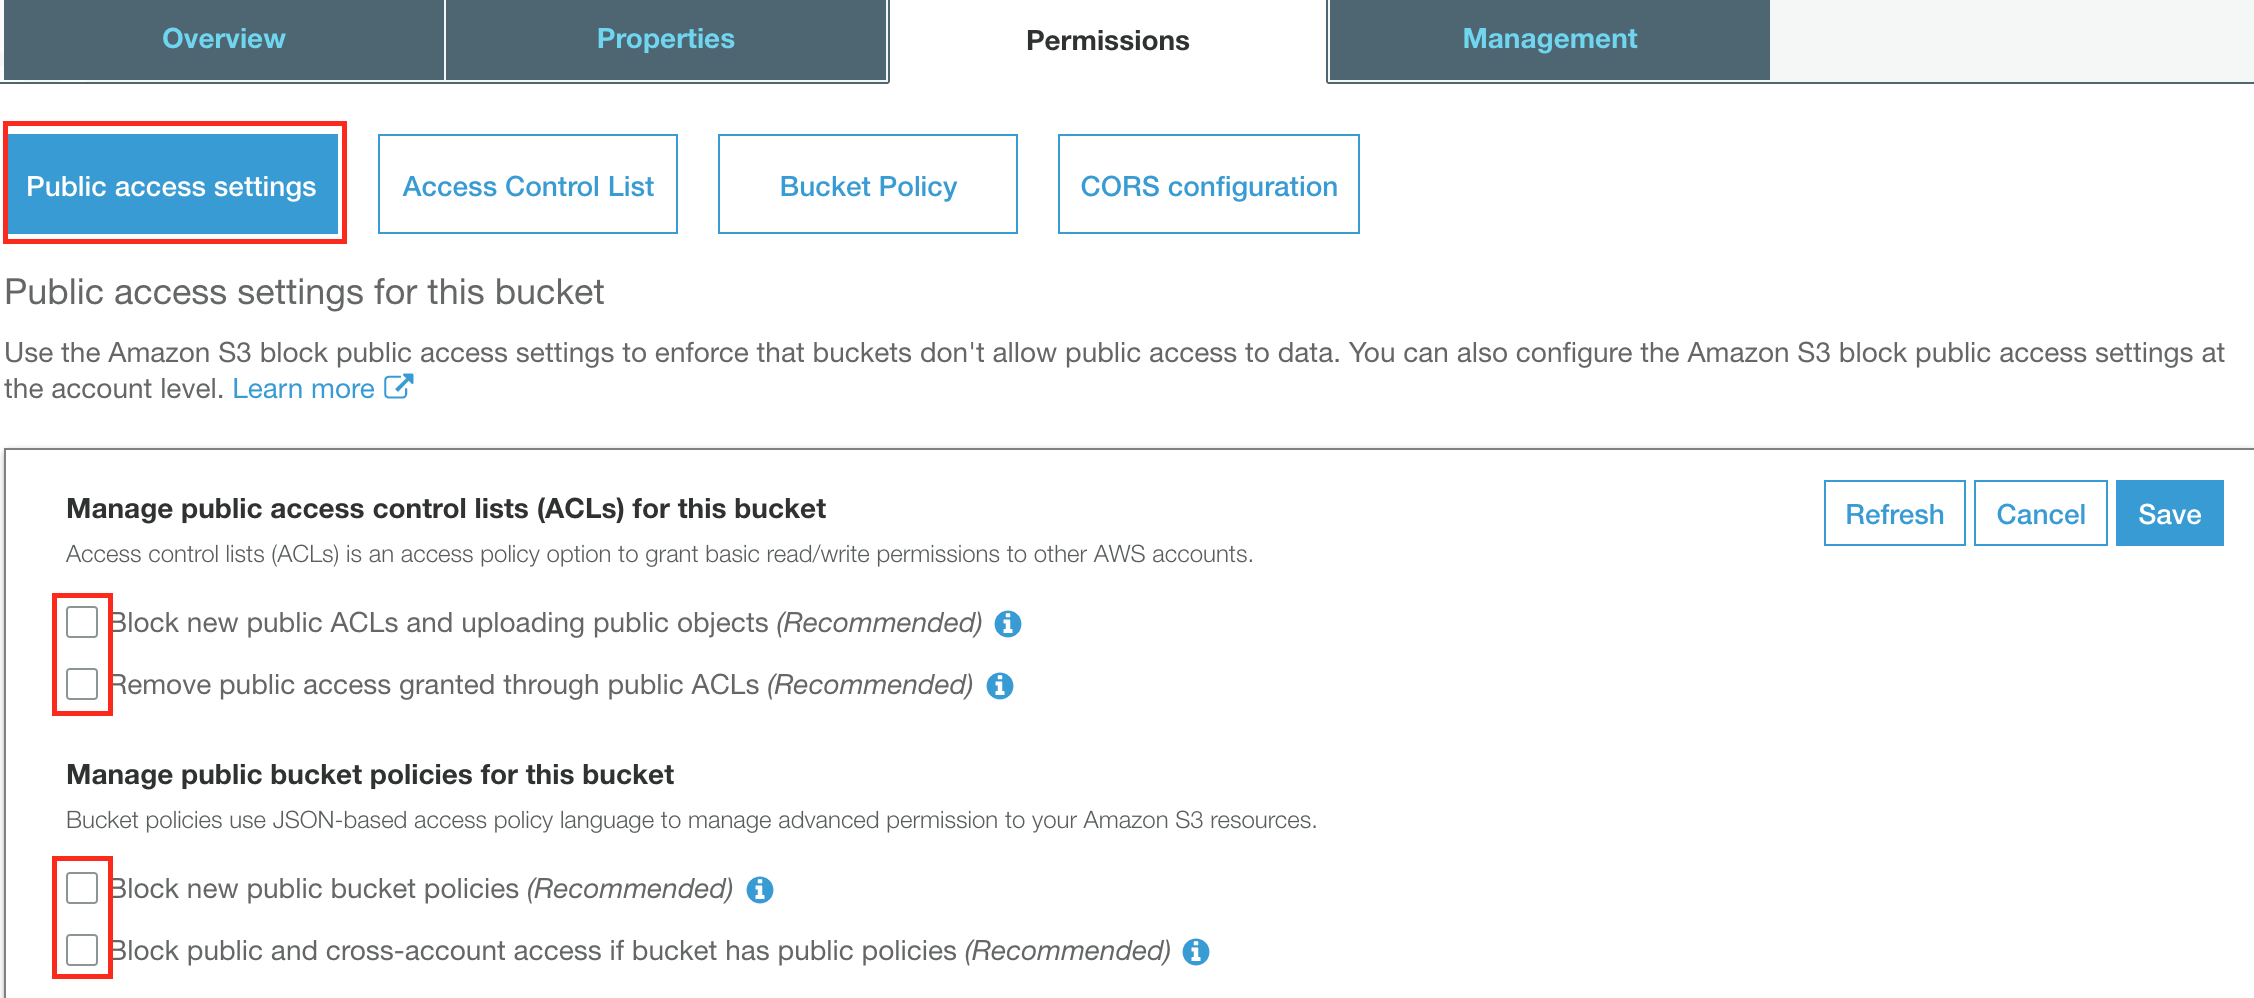 Overview Properties Permissions Management
Public access settings Access Control List Bucket Policy CORS configuration
Public access settings for this bucket
Use the Amazon S3 block public access settings to enforce that buckets don't allow public access to data. You can also configure the Amazon S3 block public access settings at
the account level. Learn more
Manage public access control lists (ACLs) for this bucket
Refresh Cancel Save
Access control lists (ACLs) is an access policy option to grant basic read/write permissions to other AWS accounts.
Block new public ACLs and uploading public objects (Recommended)
Remove public access granted through public ACLs (Recommended)
Manage public bucket policies for this bucket
Bucket policies use JSON-based access policy language to manage advanced permission to your Amazon S3 resources.
Block new public bucket policies (Recommended)
Block public and cross-account access if bucket has public policies (Recommended)